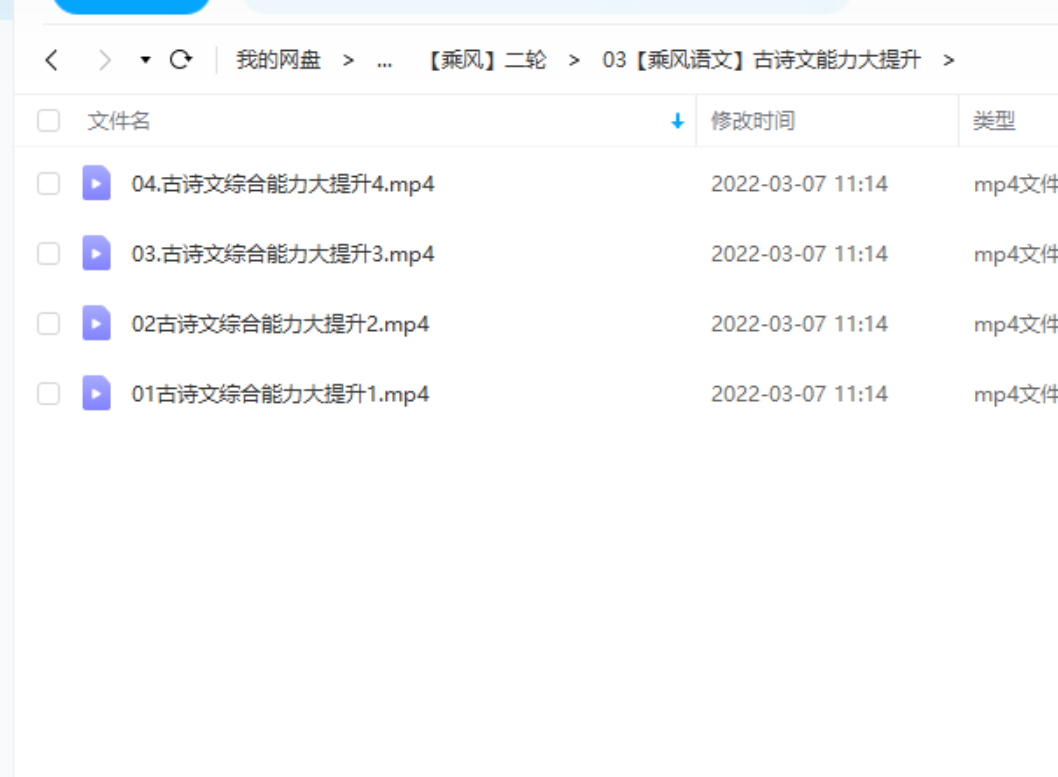 我的网盘 > ... 【乘风】二轮 > 03【乘风语文】古诗文能力大提升 >
文件名 修改时间 类型
04.古诗文综合能力大提升4.mp4 2022-03-07 11:14 mp4文件
03.古诗文综合能力大提升3.mp4 2022-03-07 11:14 mp4文件
02古诗文综合能力大提升2.mp4 2022-03-07 11:14 mp4文件
01古诗文综合能力大提升1.mp4 2022-03-07 11:14 mp4文件